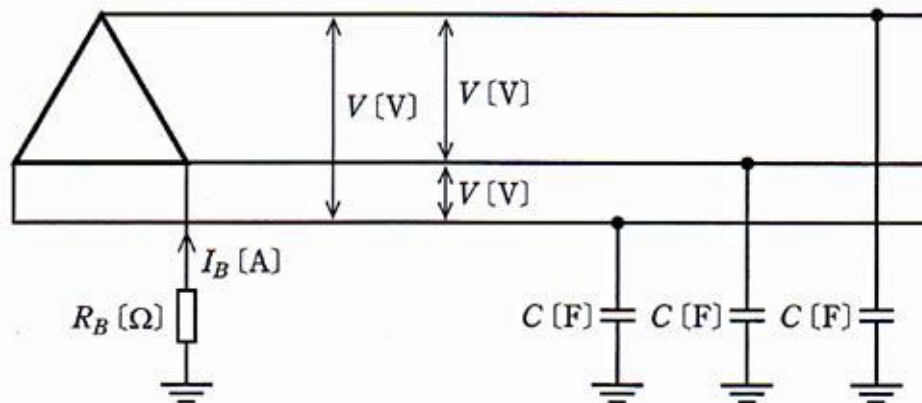 V〔V〕 V〔V〕
V〔V〕
I_B〔A〕
R_B〔Ω〕 C〔F〕 C〔F〕 C〔F〕